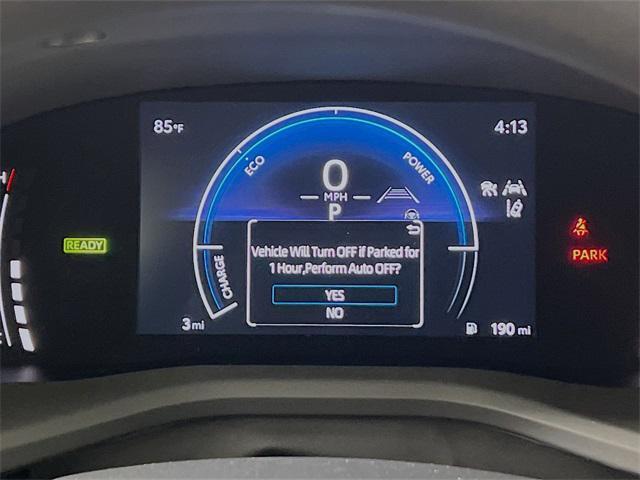 85°F
4:13
ECO
POWER
0
MPH
P
H
READY
CHARGE
Vehicle Will Turn OFF if Parked for
1 Hour,Perform Auto OFF?
YES
NO
PARK
3 mi
190 mi